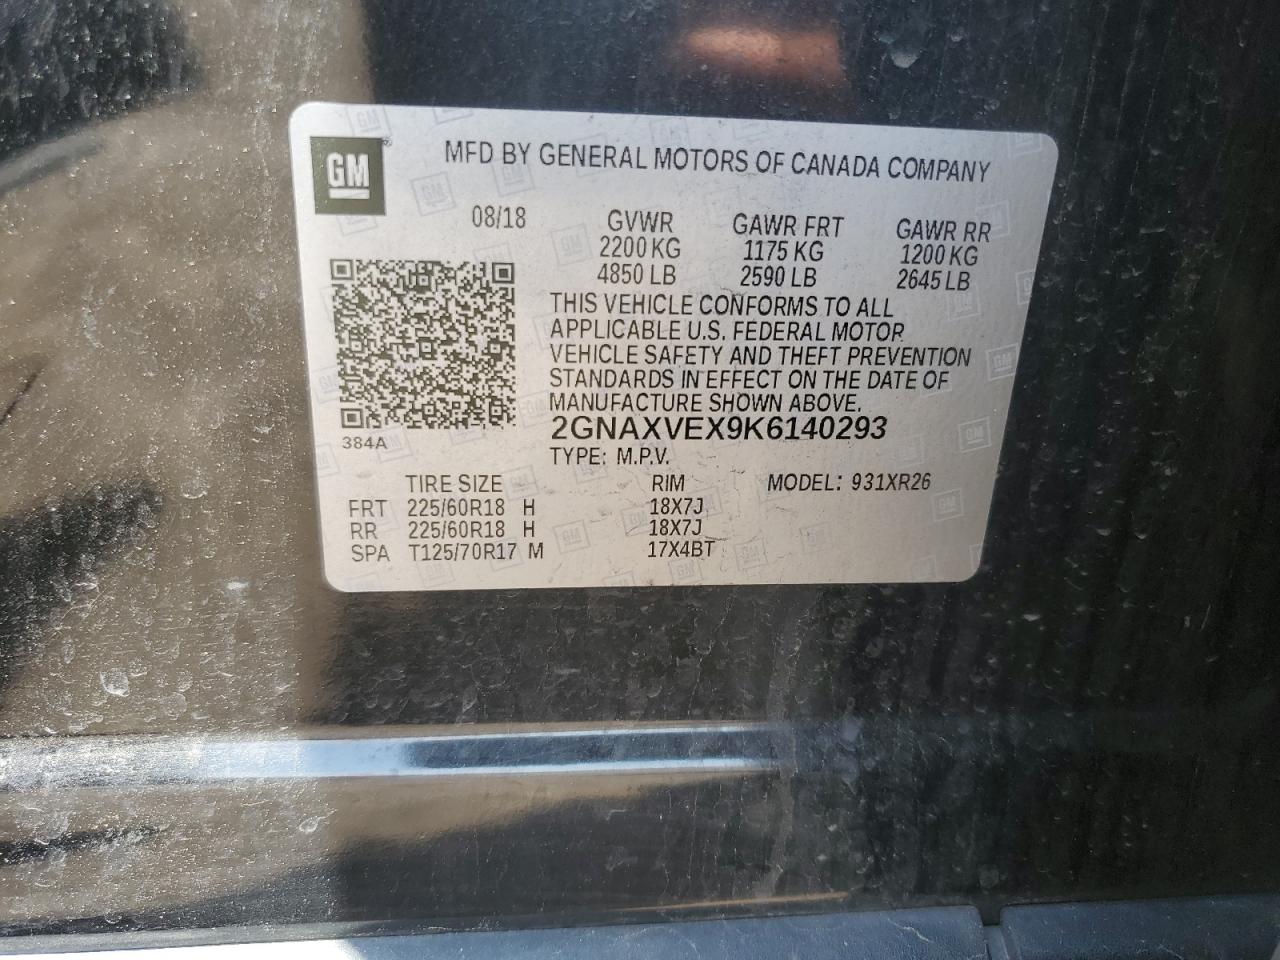 GM
MFD BY GENERAL MOTORS OF CANADA COMPANY
08/18 GVWR GAWR FRT GAWR RR
2200 KG 1175 KG 1200 KG
4850 LB 2590 LB 2645 LB
THIS VEHICLE CONFORMS TO ALL
APPLICABLE U.S. FEDERAL MOTOR
VEHICLE SAFETY AND THEFT PREVENTION
STANDARDS IN EFFECT ON THE DATE OF
MANUFACTURE SHOWN ABOVE.
384A
2GNAXVEX9K6140293
TYPE: M.P.V.
TIRE SIZE RIM MODEL: 931XR26
FRT 225/60R18 H 18X7J
RR 225/60R18 H 18X7J
SPA T125/70R17 M 17X4BT